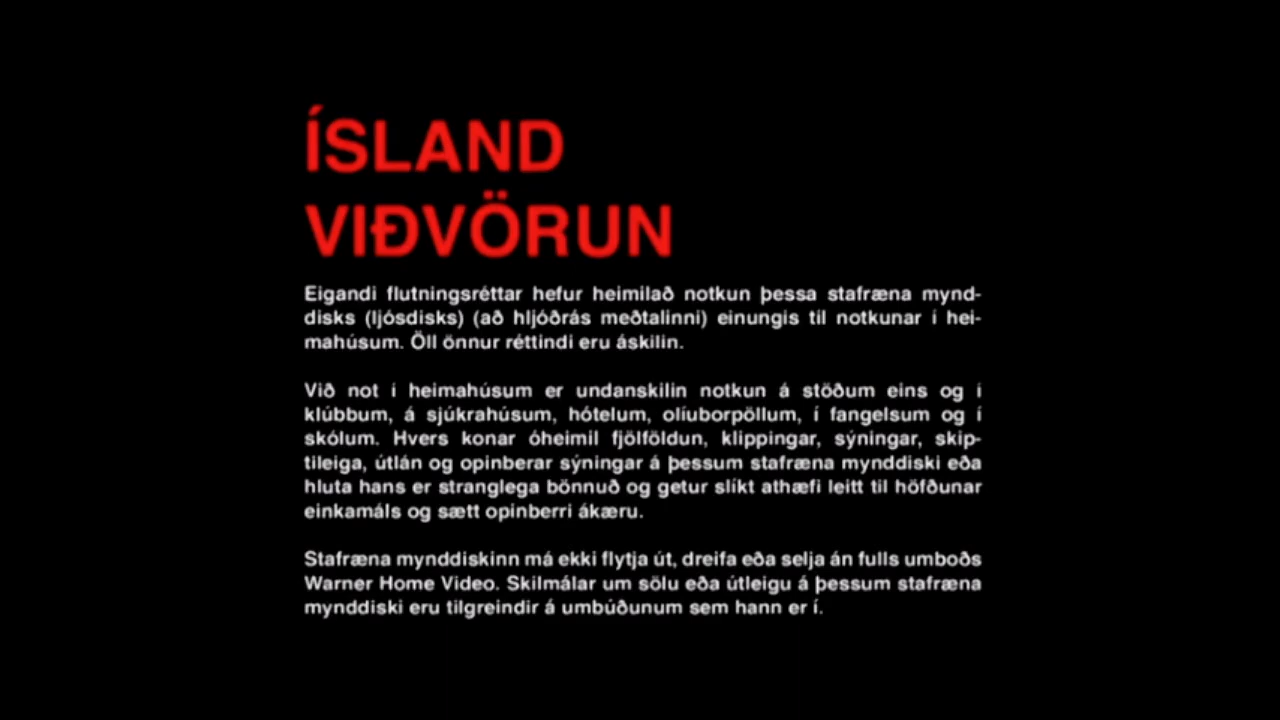 ÍSLAND
VIÐVÖRUN
Eigandi flutningsréttar hefur heimilað notkun þessa stafræna mynd-
disks (ljósdisks) (að hljóðrás meðtalinni) einungis til notkunar í hei-
mahúsum. Öll önnur réttindi eru áskilin.
Við not í heimahúsum er undanskilin notkun á stöðum eins og í
klúbbum, á sjúkrahúsum, hótelum, olíuborpöllum, í fangelsum og í
skólum. Hvers konar óheimil fjölföldun, klippingar, sýningar, skip-
tileiga, útlán og opinberar sýningar á þessum stafræna mynddiski eða
hluta hans er stranglega bönnuð og getur slíkt athæfi leitt til höfðunar
einkamáls og sætt opinberri ákæru.
Stafræna mynddiskinn má ekki flytja út, dreifa eða selja án fulls umboðs
Warner Home Video. Skilmálar um sölu eða útleigu á þessum stafræna
mynddiski eru tilgreindir á umbúðunum sem hann er í.